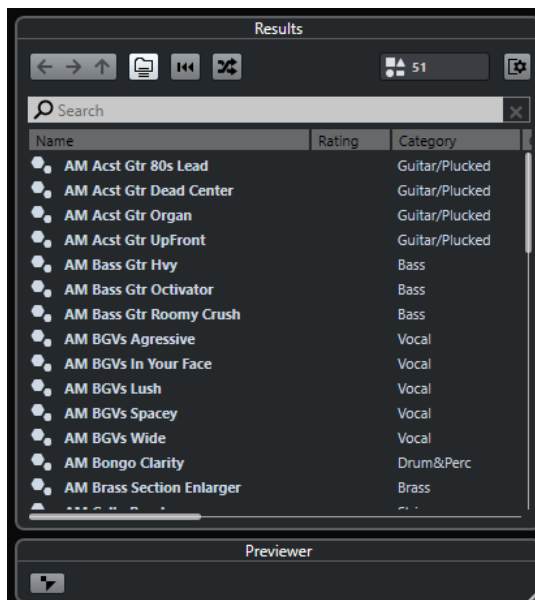 Results
51
Search
Name Rating Category
AM Acst Gtr 80s Lead Guitar/Plucked
AM Acst Gtr Dead Center Guitar/Plucked
AM Acst Gtr Organ Guitar/Plucked
AM Acst Gtr UpFront Guitar/Plucked
AM Bass Gtr Hvy Bass
AM Bass Gtr Octivator Bass
AM Bass Gtr Roomy Crush Bass
AM BGVs Agressive Vocal
AM BGVs In Your Face Vocal
AM BGVs Lush Vocal
AM BGVs Spacey Vocal
AM BGVs Wide Vocal
AM Bongo Clarity Drum&Perc
AM Brass Section Enlarger Brass
Previewer